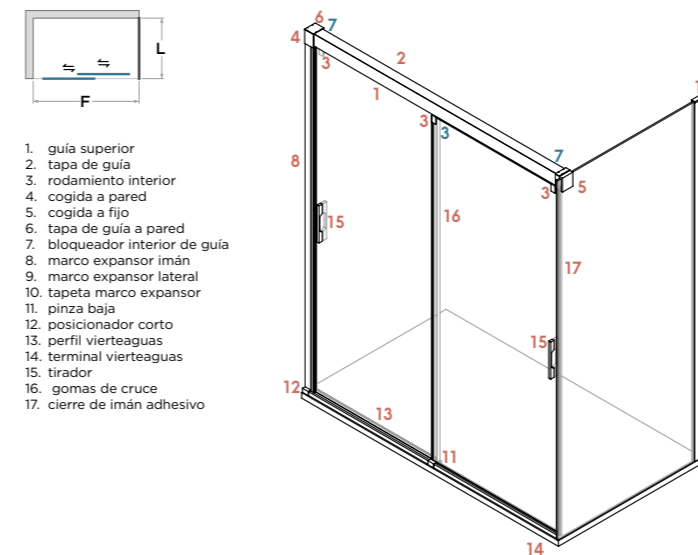 L
F
1. guía superior
2. tapa de guía
3. rodamiento interior
4. cogida a pared
5. cogida a fijo
6. tapa de guía a pared
7. bloqueador interior de guía
8. marco expansor imán
9. marco expansor lateral
10. tapeta marco expansor
11. pinza baja
12. posicionador corto
13. perfil vierteaguas
14. terminal vierteaguas
15. tirador
16. gomas de cruce
17. cierre de imán adhesivo
6
7
4
3
2
1
3
3
7
3
5
8
15
16
17
15
12
13
11
14